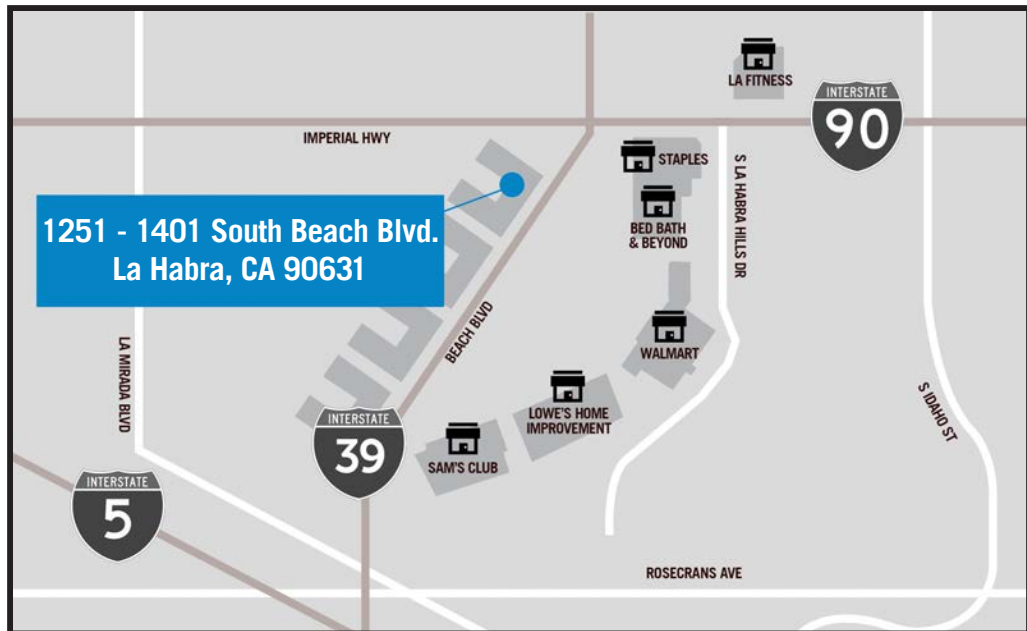 LA FITNESS
INTERSTATE
90
IMPERIAL HWY
STAPLES
BED BATH
& BEYOND
S LA HABRA HILLS DR
1251 - 1401 South Beach Blvd.
La Habra, CA 90631
BEACH BLVD
LA MIRADA BLVD
WALMART
LOWE'S HOME
IMPROVEMENT
S IDAHO ST
INTERSTATE
39
SAM'S CLUB
INTERSTATE
5
ROSECRANS AVE